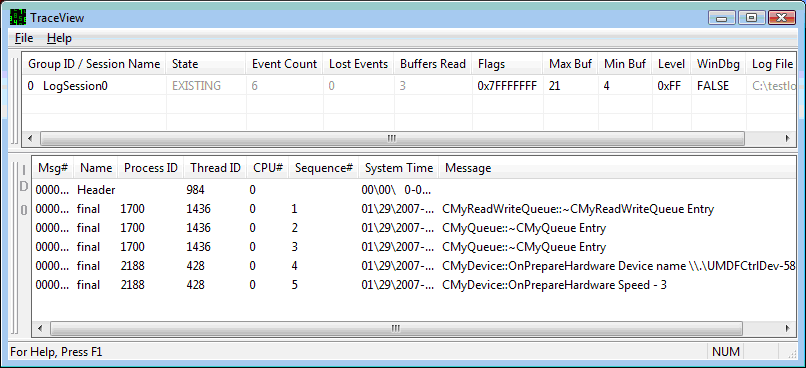 TraceView
File Help
Group ID / Session Name State Event Count Lost Events Buffers Read Flags Max Buf Min Buf Level WinDbg Log File
0 LogSession0 EXISTING 6 0 3 0x7FFFFFFF 21 4 0xFF FALSE C:\testlo
Msg# Name Process ID Thread ID CPU# Sequence# System Time Message
ID 0
0000... Header 984 0 00\00\ 0-0...
0000... final 1700 1436 0 1 01\29\2007-... CMyReadWriteQueue::~CMyReadWriteQueue Entry
0000... final 1700 1436 0 2 01\29\2007-... CMyQueue::~CMyQueue Entry
0000... final 1700 1436 0 3 01\29\2007-... CMyQueue::~CMyQueue Entry
0000... final 2188 428 0 4 01\29\2007-... CMyDevice::OnPrepareHardware Device name \\.\UMDFCtrlDev-58
0000... final 2188 428 0 5 01\29\2007-... CMyDevice::OnPrepareHardware Speed - 3
For Help, Press F1 NUM